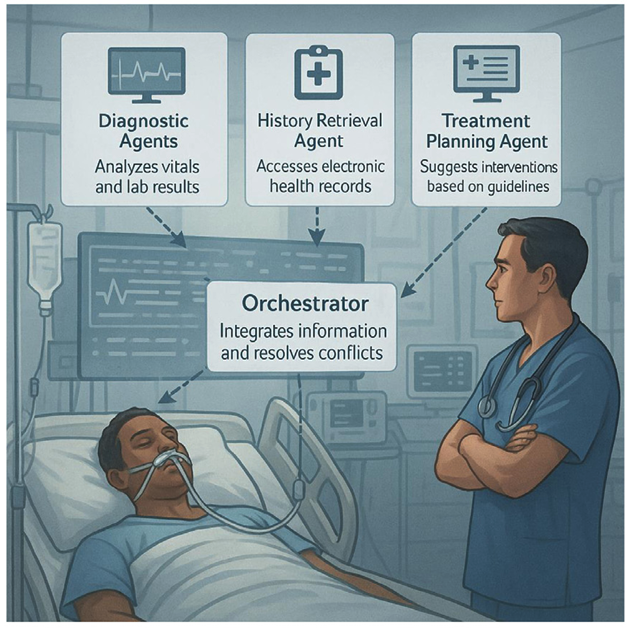 Diagnostic
Agents
Analyzes vitals
and lab results
History Retrieval
Agent
Accesses electronic
health records
Treatment
Planning Agent
Suggests interventions
based on guidelines
Orchestrator
Integrates information
and resolves conflicts